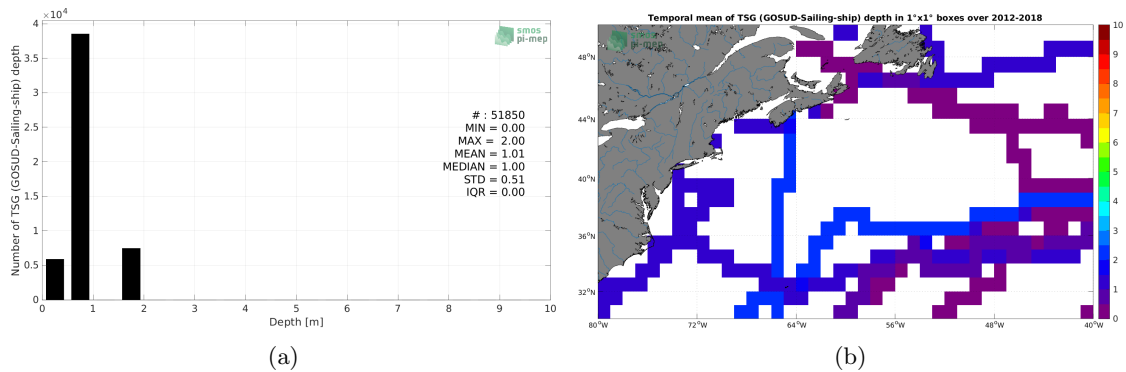 ×10⁴
smos
pi-mep
4
3.5
3
2.5
2
1.5
1
0.5
0
Number of TSG (GOSUD-Sailing-ship) depth
# : 51850
MIN = 0.00
MAX = 2.00
MEAN = 1.01
MEDIAN = 1.00
STD = 0.51
IQR = 0.00
0 1 2 3 4 5 6 7 8 9 10
Depth [m]
(a)
Temporal mean of TSG (GOSUD-Sailing-ship) depth in 1°x1° boxes over 2012-2018
smos
pi-mep
48°N
44°N
40°N
36°N
32°N
80°W 72°W 64°W 56°W 48°W 40°W
10
9
8
7
6
5
4
3
2
1
0
(b)